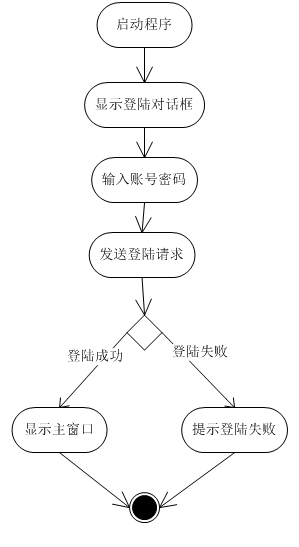 启动程序
显示登陆对话框
输入账号密码
发送登陆请求
登陆成功
登陆失败
显示主窗口
提示登陆失败